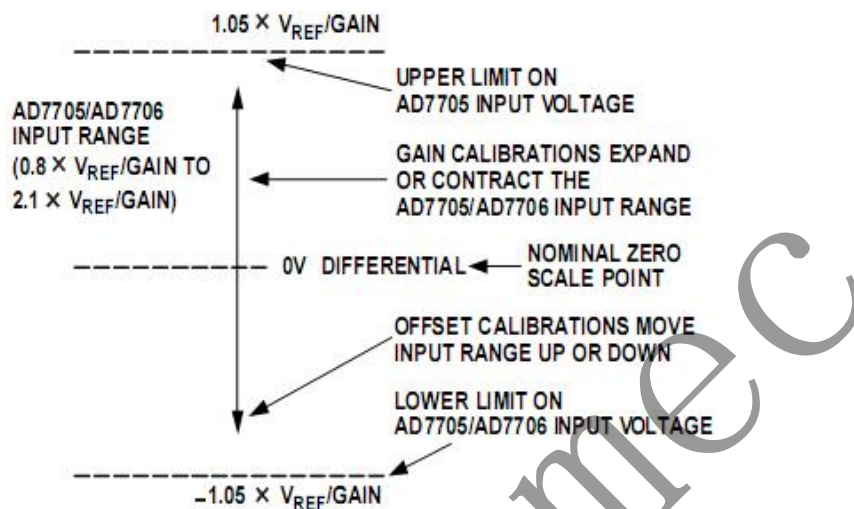 1.05 × VREF/GAIN
UPPER LIMIT ON
AD7705 INPUT VOLTAGE
AD7705/AD7706
INPUT RANGE
(0.8 × VREF/GAIN TO
2.1 × VREF/GAIN)
GAIN CALIBRATIONS EXPAND
OR CONTRACT THE
AD7705/AD7706 INPUT RANGE
0V DIFFERENTIAL
NOMINAL ZERO
SCALE POINT
OFFSET CALIBRATIONS MOVE
INPUT RANGE UP OR DOWN
LOWER LIMIT ON
AD7705/AD7706 INPUT VOLTAGE
–1.05 × VREF/GAIN